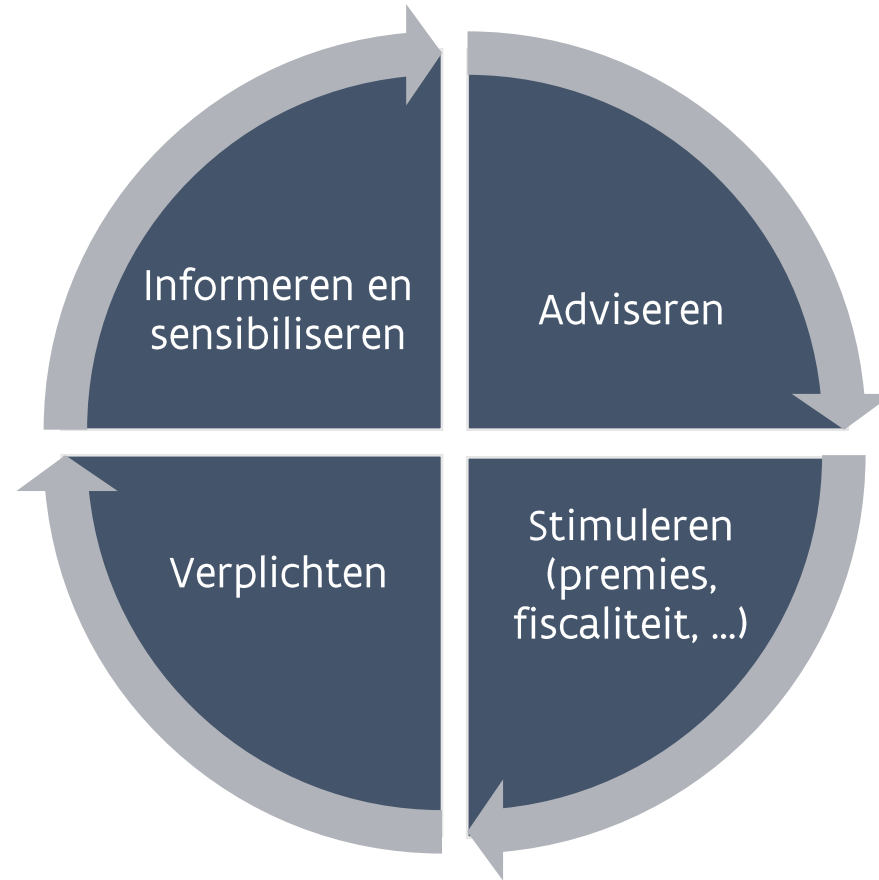 Informeren en
sensibiliseren
Adviseren
Stimuleren
(premies,
fiscaliteit, ...)
Verplichten